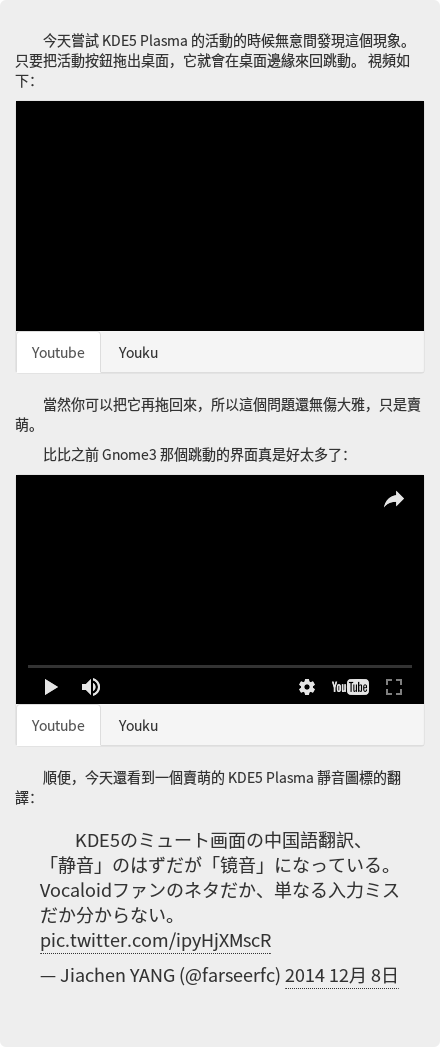 今天嘗試 KDE5 Plasma 的活動的時候無意間發現這個現象。
只要把活動按鈕拖出桌面，它就會在桌面邊緣來回跳動。 視頻如
下：
Youtube Youku
當然你可以把它再拖回來，所以這個問題還無傷大雅，只是賣
萌。
比比之前 Gnome3 那個跳動的界面真是好太多了：
YouTube
Youtube Youku
順便，今天還看到一個賣萌的 KDE5 Plasma 靜音圖標的翻
譯：
KDE5のミュート画面の中国語翻訳、
「静音」のはずだが「镜音」になっている。
Vocaloidファンのネタだか、単なる入力ミス
だか分からない。
pic.twitter.com/ipyHjXMscR
— Jiachen YANG (@farseerfc) 2014 12月 8日